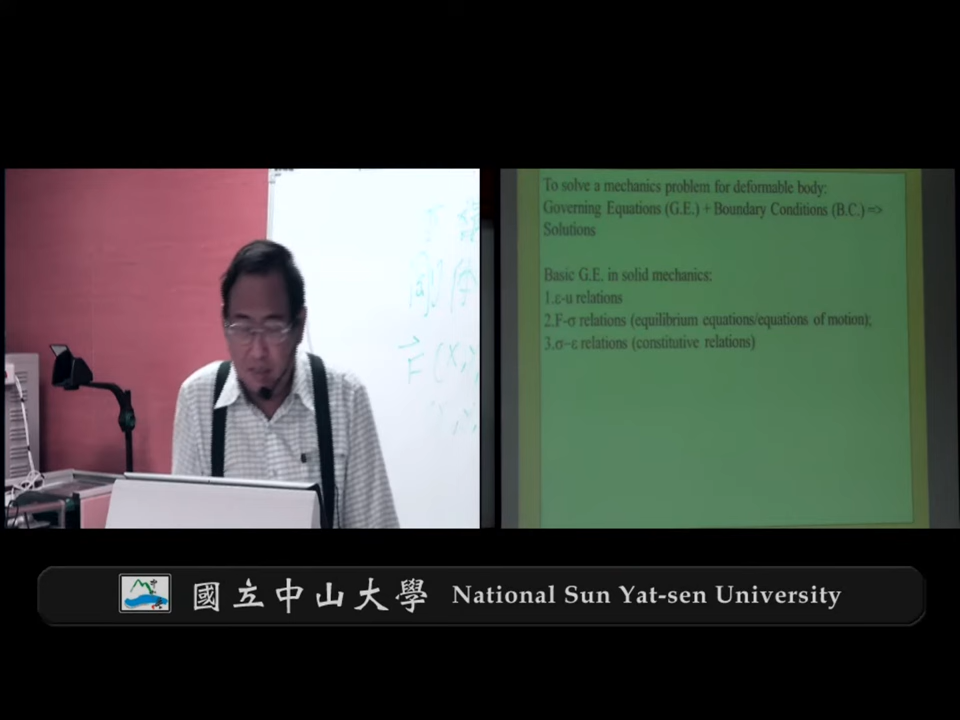 To solve a mechanics problem for deformable body:
Governing Equations (G.E.) + Boundary Conditions (B.C.) =>
Solutions
Basic G.E. in solid mechanics:
1.ε-u relations
2.F-σ relations (equilibrium equations/equations of motion);
3.σ-ε relations (constitutive relations)
剛
F (x,
國立中山大學 National Sun Yat-sen University